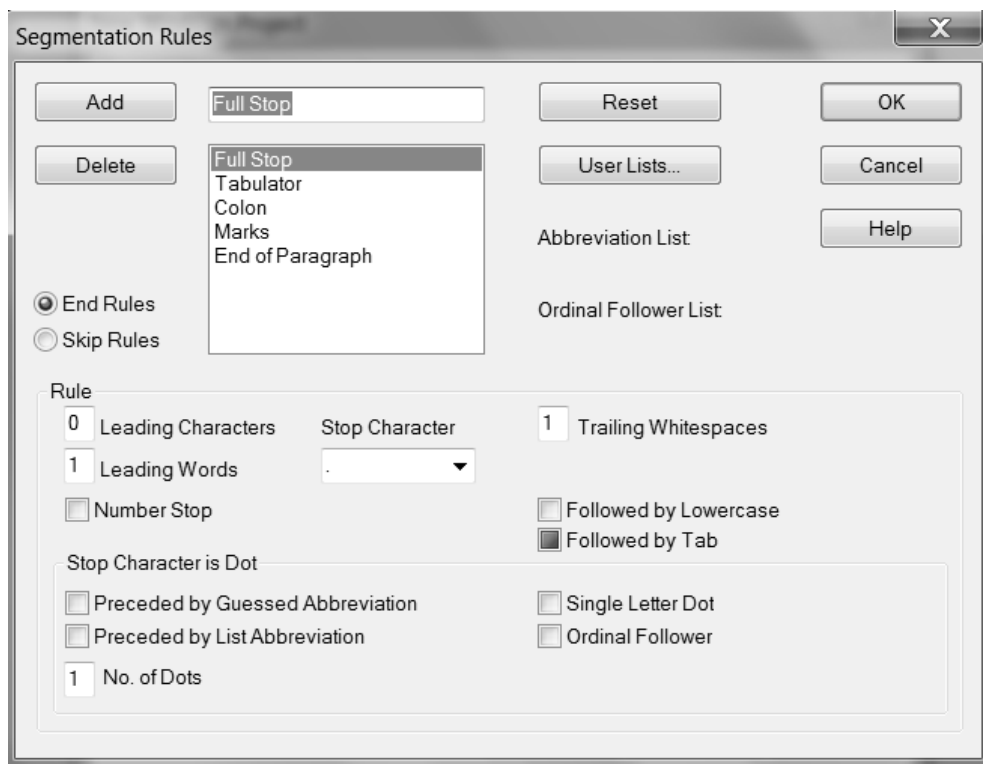 Segmentation Rules
X
Add Full Stop Reset OK
Delete Full Stop User Lists... Cancel
Tabulator
Colon
Marks
End of Paragraph
Abbreviation List:
Help
End Rules
Ordinal Follower List:
Skip Rules
Rule
0 Leading Characters Stop Character 1 Trailing Whitespaces
1 Leading Words .
Number Stop Followed by Lowercase
Followed by Tab
Stop Character is Dot
Preceded by Guessed Abbreviation Single Letter Dot
Preceded by List Abbreviation Ordinal Follower
1 No. of Dots